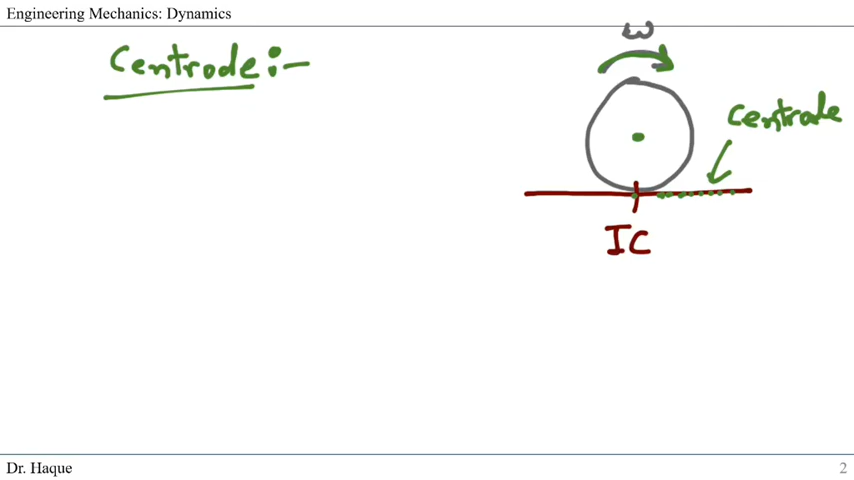 Engineering Mechanics: Dynamics
Centrode :-
ω
Centrode
IC
Dr. Haque
2